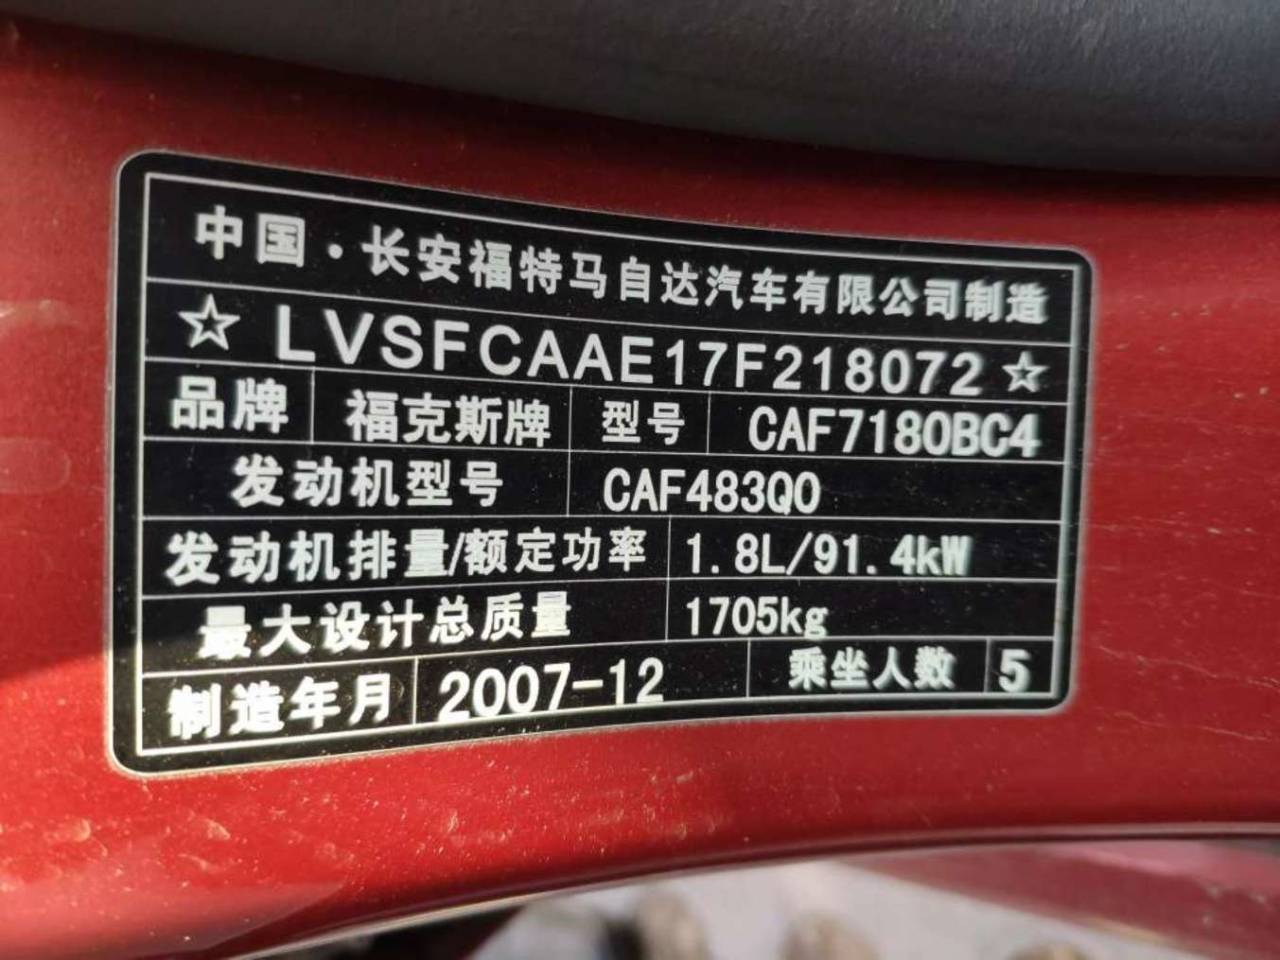 中国·长安福特马自达汽车有限公司制造
☆LVSFCAAE17F218072☆
品牌 福克斯牌 型号 CAF7180BC4
发动机型号 CAF483Q0
发动机排量/额定功率 1.8L/91.4kW
最大设计总质量 1705kg
制造年月 2007-12 乘坐人数 5